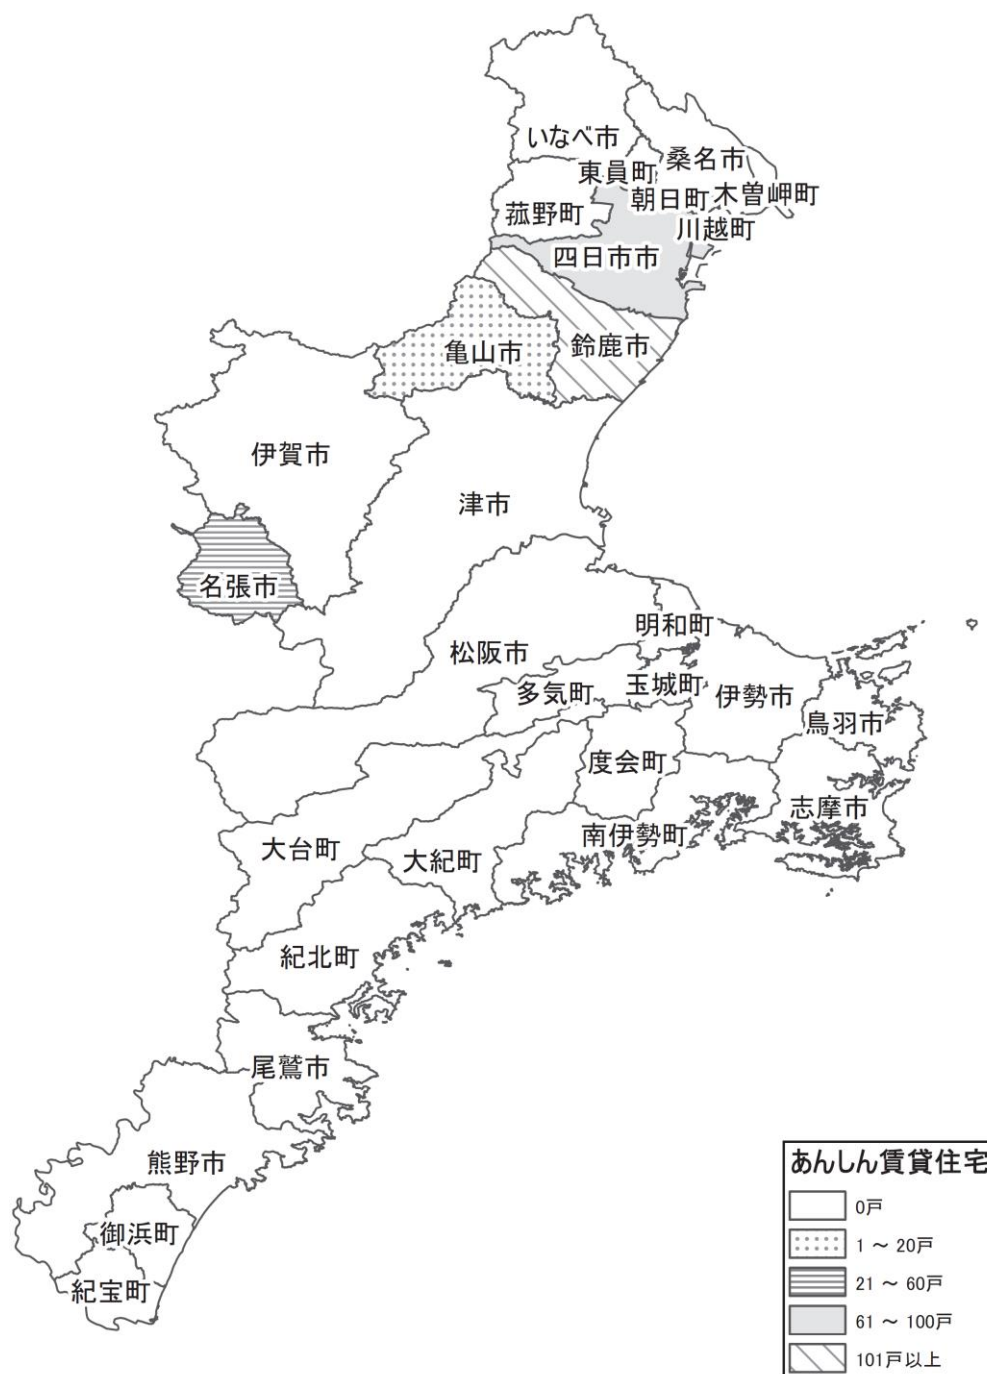 いなべ市
桑名市
東員町
朝日町
木曽岬町
菰野町
川越町
四日市市
鈴鹿市
亀山市
伊賀市
津市
名張市
明和町
松阪市
多気町
玉城町
伊勢市
鳥羽市
度会町
志摩市
南伊勢町
大台町
大紀町
紀北町
尾鷲市
熊野市
御浜町
紀宝町
あんしん賃貸住宅
0戸
1 ～ 20戸
21 ～ 60戸
61 ～ 100戸
101戸以上